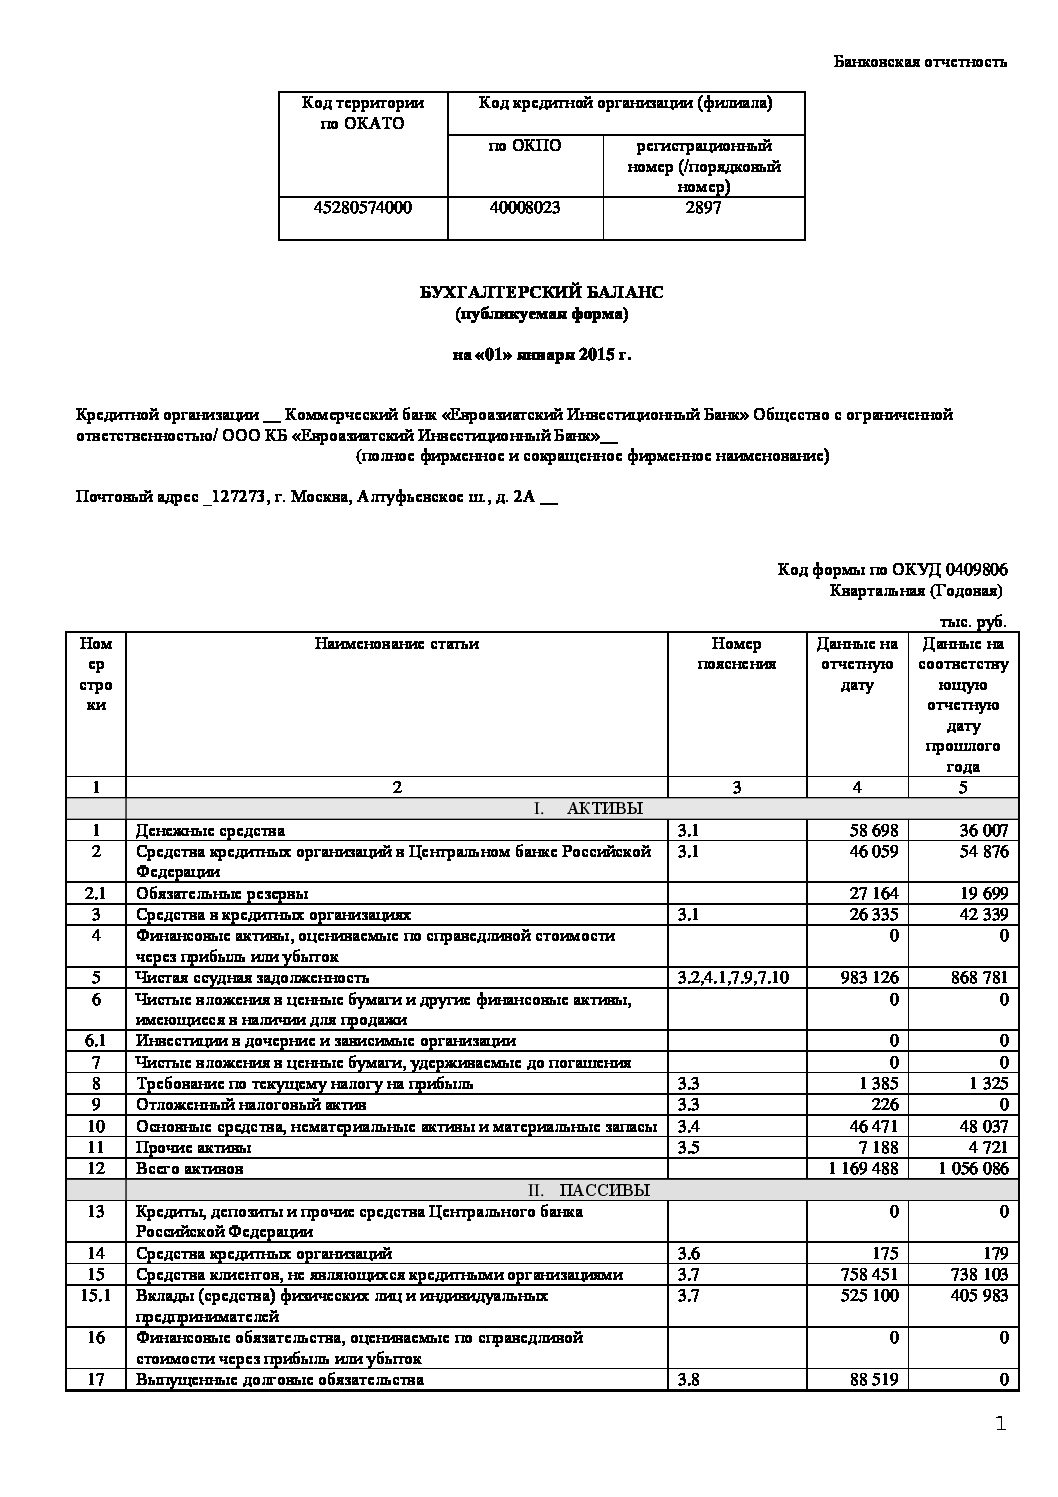 Банковская отчетность
Код территории
по ОКАТО
Код кредитной организации (филиала)
по ОКПО
регистрационный
номер (/порядковый
номер)
45280574000 40008023 2897
БУХГАЛТЕРСКИЙ БАЛАНС
(публикуемая форма)
на «01» января 2015 г.
Кредитной организации __ Коммерческий банк «Евроазиатский Инвестиционный Банк» Общество с ограниченной
ответственностью/ ООО КБ «Евроазиатский Инвестиционный Банк»__
(полное фирменное и сокращенное фирменное наименование)
Почтовый адрес _127273, г. Москва, Алтуфьевское ш., д. 2А __
Код формы по ОКУД 0409806
Квартальная (Годовая)
тыс. руб.
Ном
ер
стро
ки
Наименование статьи
Номер
пояснения
Данные на
отчетную
дату
Данные на
соответству
ющую
отчетную
дату
прошлого
года
1 2 3 4 5
I. АКТИВЫ
1 Денежные средства 3.1 58 698 36 007
2 Средства кредитных организаций в Центральном банке Российской 3.1 46 059 54 876
Федерации
2.1 Обязательные резервы 27 164 19 699
3 Средства в кредитных организациях 3.1 26 335 42 339
4 Финансовые активы, оцениваемые по справедливой стоимости 0 0
через прибыль или убыток
5 Чистая ссудная задолженность 3.2,4.1,7.9,7.10 983 126 868 781
6 Чистые вложения в ценные бумаги и другие финансовые активы, 0 0
имеющиеся в наличии для продажи
6.1 Инвестиции в дочерние и зависимые организации 0 0
7 Чистые вложения в ценные бумаги, удерживаемые до погашения 0 0
8 Требование по текущему налогу на прибыль 3.3 1 385 1 325
9 Отложенный налоговый актив 3.3 226 0
10 Основные средства, нематериальные активы и материальные запасы 3.4 46 471 48 037
11 Прочие активы 3.5 7 188 4 721
12 Всего активов 1 169 488 1 056 086
II. ПАССИВЫ
13 Кредиты, депозиты и прочие средства Центрального банка 0 0
Российской Федерации
14 Средства кредитных организаций 3.6 175 179
15 Средства клиентов, не являющихся кредитными организациями 3.7 758 451 738 103
15.1 Вклады (средства) физических лиц и индивидуальных 3.7 525 100 405 983
предпринимателей
16 Финансовые обязательства, оцениваемые по справедливой 0 0
стоимости через прибыль или убыток
17 Выпущенные долговые обязательства 3.8 88 519 0
1